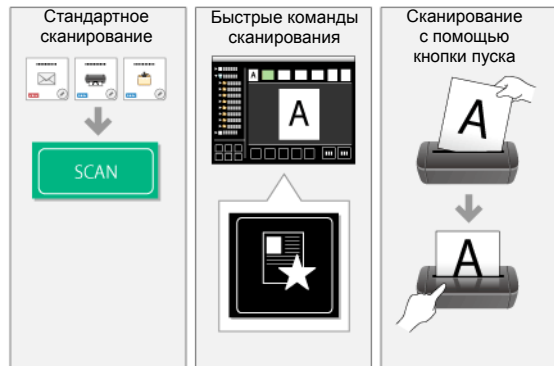 Стандартное
сканирование
SCAN
Быстрые команды
сканирования
A
A
Сканирование
с помощью
кнопки пуска
A
A